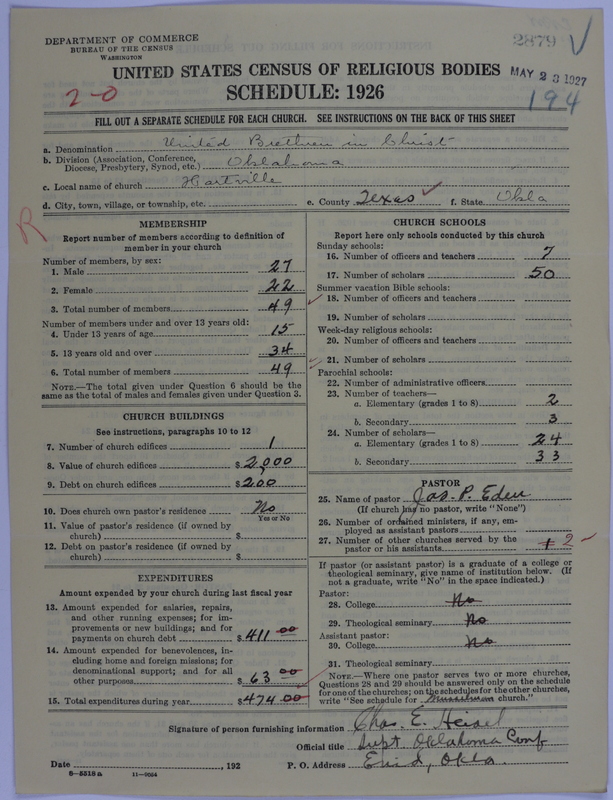 DEPARTMENT OF COMMERCE
BUREAU OF THE CENSUS
WASHINGTON
2879
UNITED STATES CENSUS OF RELIGIOUS BODIES
MAY 23 1927
SCHEDULE: 1926
2-0
194
FILL OUT A SEPARATE SCHEDULE FOR EACH CHURCH. SEE INSTRUCTIONS ON THE BACK OF THIS SHEET
a. Denomination United Brethren in Christ
b. Division (Association, Conference, Diocese, Presbytery, Synod, etc.) Oklahoma
c. Local name of church Hartville
d. City, town, village, or township, etc. e. County Texas f. State Okla
R
MEMBERSHIP
Report number of members according to definition of
member in your church
Number of members, by sex:
1. Male 27
2. Female 22
3. Total number of members 49
Number of members under and over 13 years old:
4. Under 13 years of age 15
5. 13 years old and over 34
6. Total number of members 49
NOTE.—The total given under Question 6 should be the
same as the total of males and females given under Question 3.
CHURCH BUILDINGS
See instructions, paragraphs 10 to 12
7. Number of church edifices 1
8. Value of church edifices $ 2,000
9. Debt on church edifices $ 200
10. Does church own pastor's residence No
Yes or No
11. Value of pastor's residence (if owned by
church) $
12. Debt on pastor's residence (if owned by
church) $
EXPENDITURES
Amount expended by your church during last fiscal year
13. Amount expended for salaries, repairs,
and other running expenses; for im-
provements or new buildings; and for
payments on church debt $ 411 00
14. Amount expended for benevolences, in-
cluding home and foreign missions; for
denominational support; and for all
other purposes $ 63 00
15. Total expenditures during year $ 474 00
CHURCH SCHOOLS
Report here only schools conducted by this church
Sunday schools:
16. Number of officers and teachers 7
17. Number of scholars 50
Summer vacation Bible schools:
18. Number of officers and teachers
19. Number of scholars
Week-day religious schools:
20. Number of officers and teachers
21. Number of scholars
Parochial schools:
22. Number of administrative officers
23. Number of teachers—
a. Elementary (grades 1 to 8) 2
b. Secondary 3
24. Number of scholars—
a. Elementary (grades 1 to 8) 24
b. Secondary 33
PASTOR
25. Name of pastor Jas. P. Eden
(If church has no pastor, write "None")
26. Number of ordained ministers, if any, em-
ployed as assistant pastors
27. Number of other churches served by the
pastor or his assistants 1 2
If pastor (or assistant pastor) is a graduate of a college or
theological seminary, give name of institution below. (If
not a graduate, write "No" in the space indicated.)
Pastor:
28. College No
29. Theological seminary No
Assistant pastor:
30. College No
31. Theological seminary
NOTE.—Where one pastor serves two or more churches,
Questions 28 and 29 should be answered only on the schedule
for one of the churches; on the schedules for the other churches,
write "See schedule for church."
Signature of person furnishing information Chas. E. Heisel
Official title Supt Oklahoma Conf
Date , 192 P. O. Address Enid, Okla.
8-5518 a 11-9034